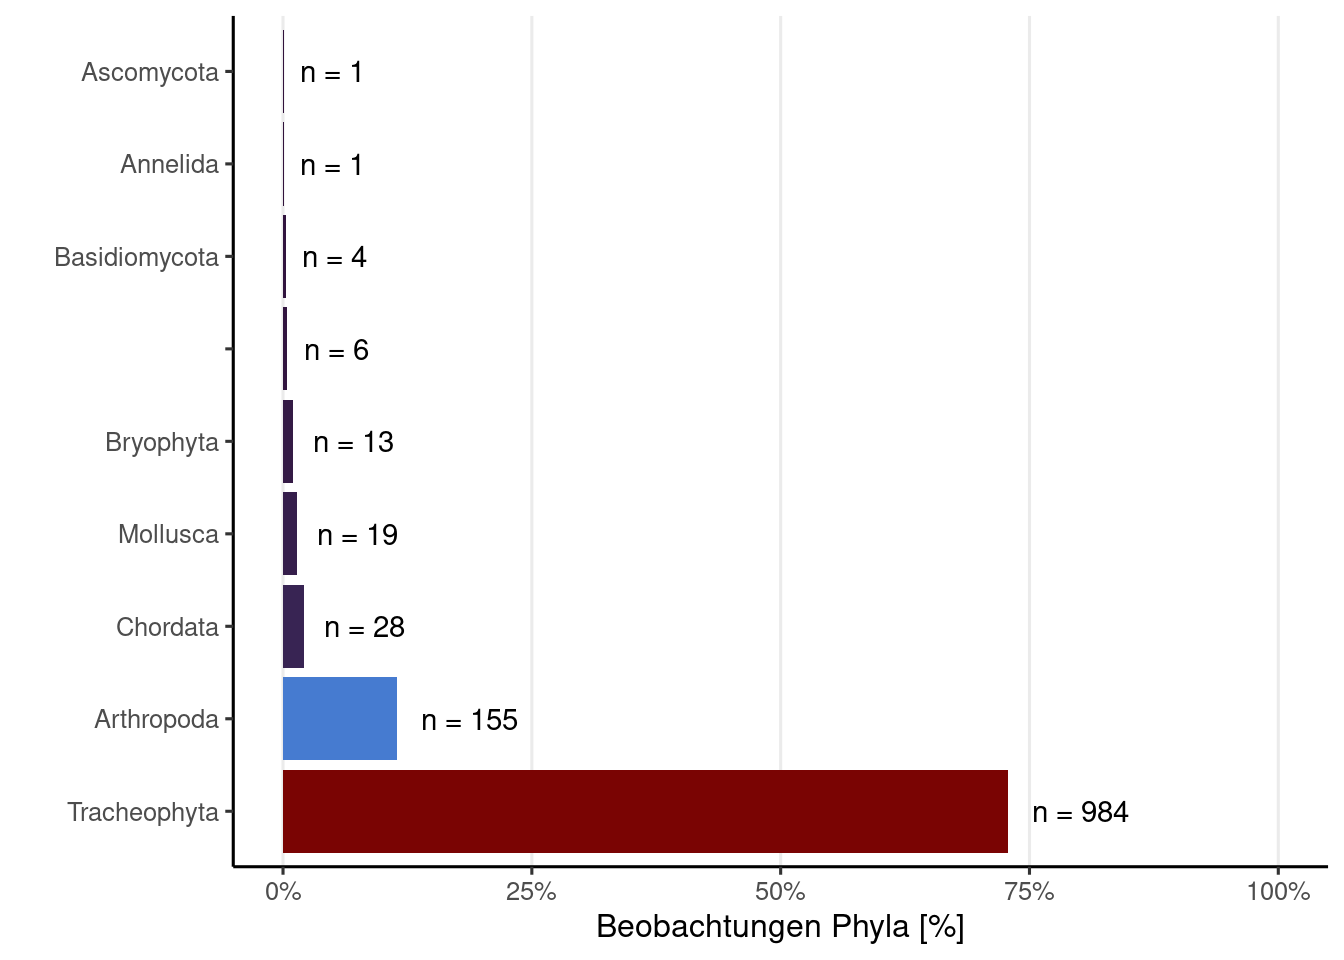 Ascomycota n = 1
Annelida n = 1
Basidiomycota n = 4
n = 6
Bryophyta n = 13
Mollusca n = 19
Chordata n = 28
Arthropoda n = 155
Tracheophyta n = 984
0% 25% 50% 75% 100%
Beobachtungen Phyla [%]